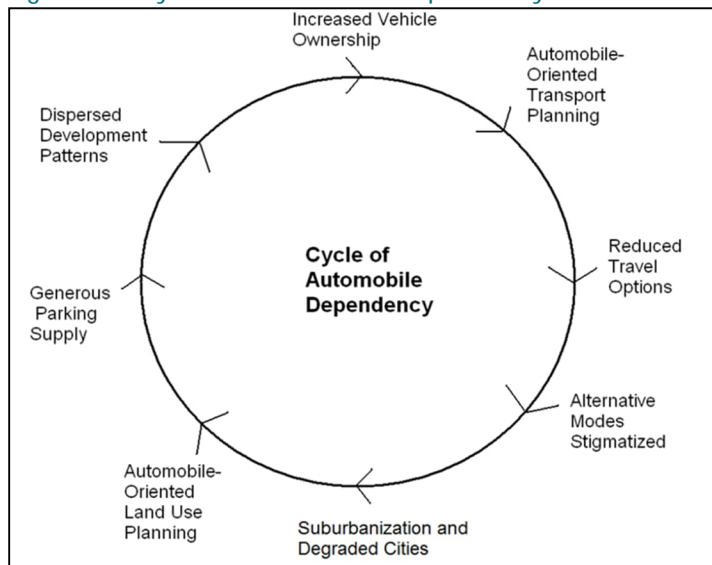 Increased Vehicle
Ownership
Automobile-
Oriented
Transport
Planning
Reduced
Travel
Options
Alternative
Modes
Stigmatized
Suburbanization and
Degraded Cities
Automobile-
Oriented
Land Use
Planning
Generous
Parking
Supply
Dispersed
Development
Patterns
Cycle of
Automobile
Dependency